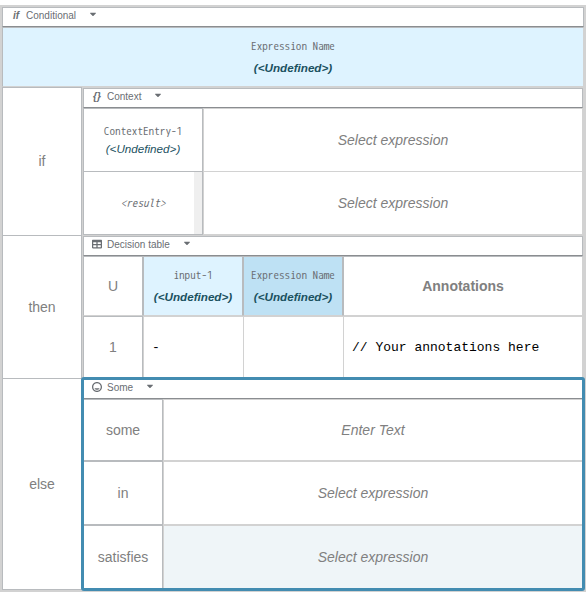 if Conditional
Expression Name
(<Undefined>)
if
{} Context
ContextEntry-1
(<Undefined>)
Select expression
<result>
Select expression
then
Decision table
U
input-1
(<Undefined>)
Expression Name
(<Undefined>)
Annotations
1
-
// Your annotations here
else
Some
some
Enter Text
in
Select expression
satisfies
Select expression